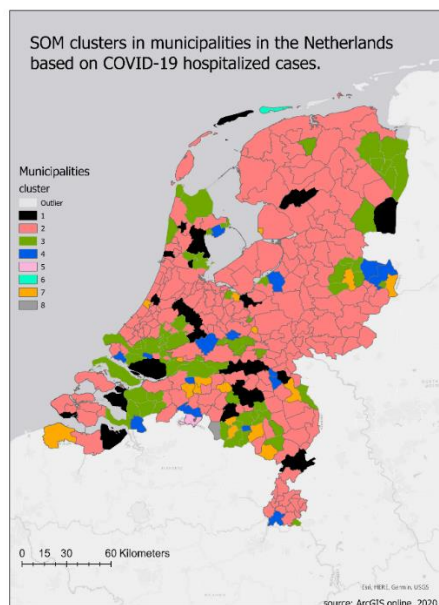 SOM clusters in municipalities in the Netherlands
based on COVID-19 hospitalized cases.
Municipalities
cluster
Outlier
1
2
3
4
5
6
7
8
0 15 30 60 Kilometers
Esri, HERE, Garmin, USGS
source: ArcGIS online, 2020